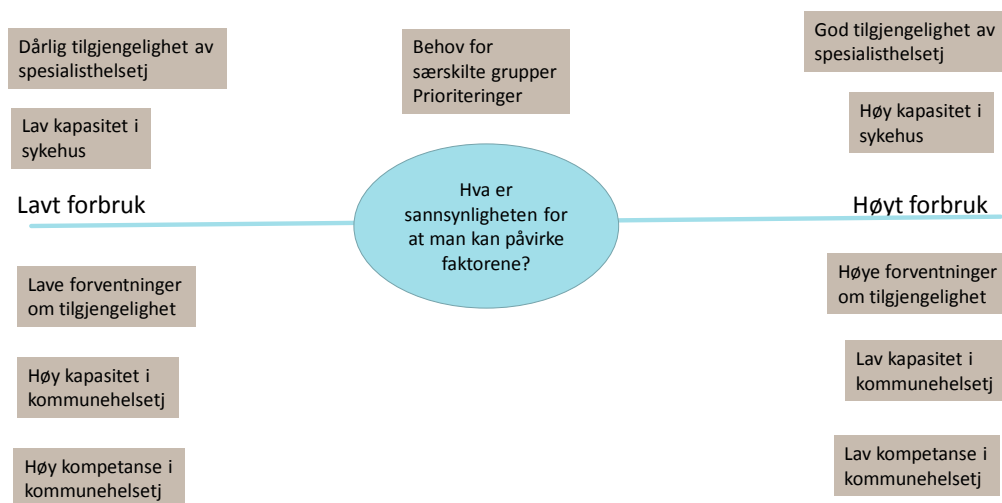 Dårlig tilgjengelighet av
spesialisthelsetj
Behov for
særskilte grupper
Prioriteringer
God tilgjengelighet av
spesialisthelsetj
Lav kapasitet i
sykehus
Høy kapasitet i
sykehus
Lavt forbruk
Hva er
sannsynligheten for
at man kan påvirke
faktorene?
Høyt forbruk
Lave forventninger
om tilgjengelighet
Høye forventninger
om tilgjengelighet
Høy kapasitet i
kommunehelsetj
Lav kapasitet i
kommunehelsetj
Høy kompetanse i
kommunehelsetj
Lav kompetanse i
kommunehelsetj